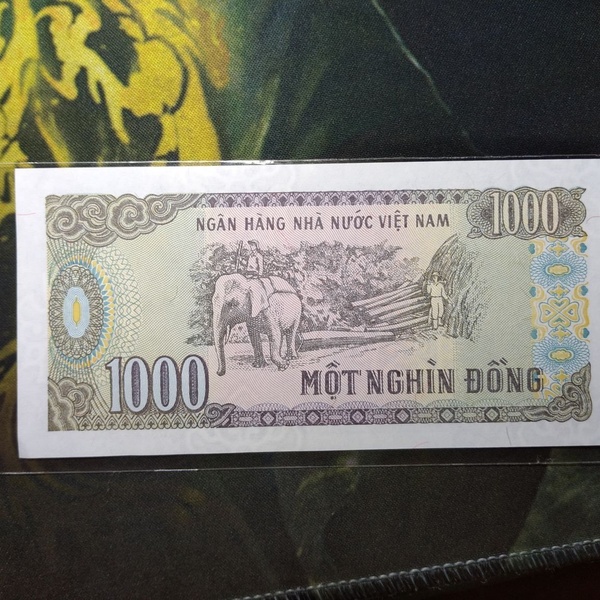 NGÂN HÀNG NHÀ NƯỚC VIỆT NAM
1000
1000
MỘT NGHÌN ĐỒNG